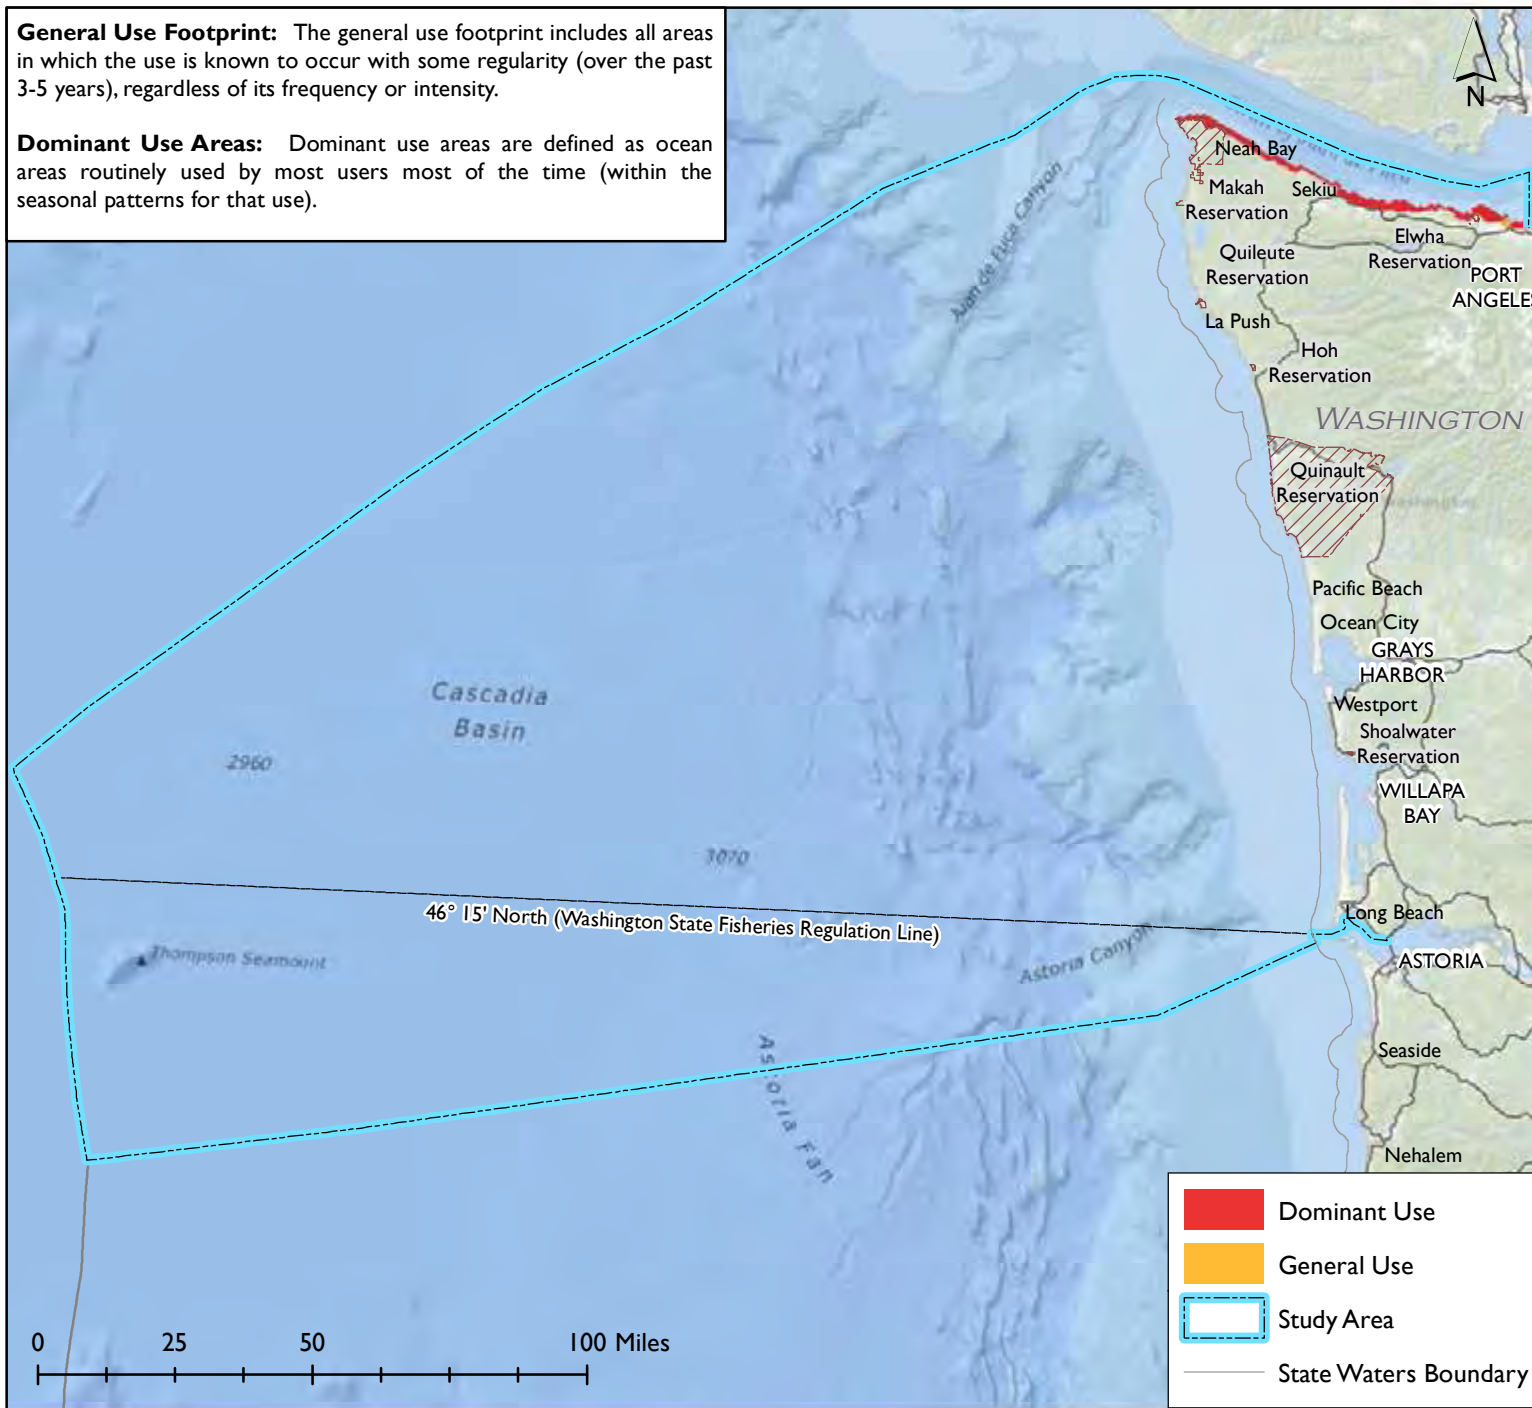 General Use Footprint: The general use footprint includes all areas
in which the use is known to occur with some regularity (over the past
3-5 years), regardless of its frequency or intensity.
Dominant Use Areas: Dominant use areas are defined as ocean
areas routinely used by most users most of the time (within the
seasonal patterns for that use).
N
Neah Bay
Makah
Reservation
Sekiu
Elwha
Reservation
PORT
ANGELES
Juan de Fuca Canyon
Quileute
Reservation
La Push
Hoh
Reservation
WASHINGTON
Quinault
Reservation
Washington
Pacific Beach
Ocean City
GRAYS
HARBOR
Westport
Shoalwater
Reservation
WILLAPA
BAY
Cascadia
Basin
2960
3070
46° 15' North (Washington State Fisheries Regulation Line)
Long Beach
ASTORIA
Thompson Seamount
Astoria Canyon
Astoria Fan
Seaside
Nehalem
0 25 50 100 Miles
Dominant Use
General Use
Study Area
State Waters Boundary